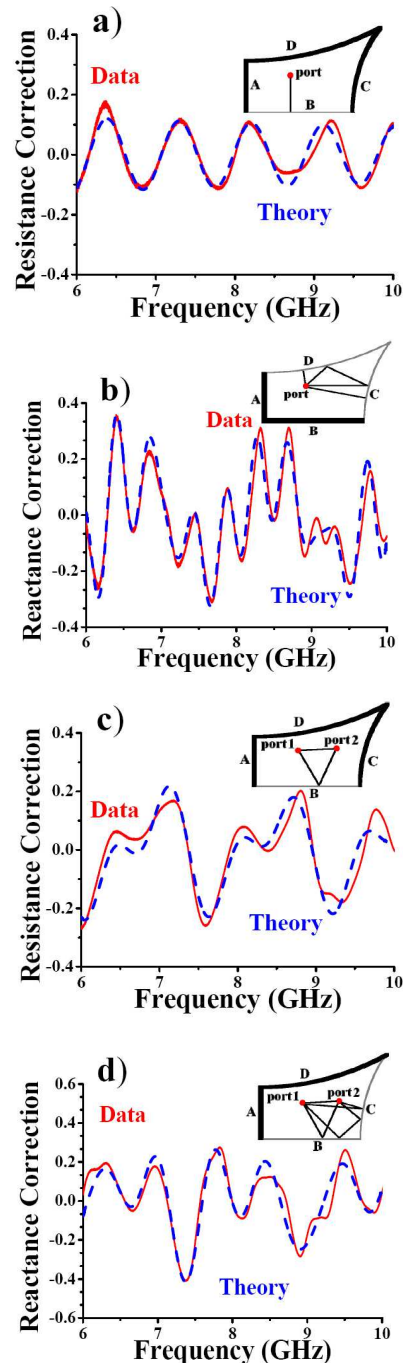 a)
D
A
port
C
B
Data
Theory
0.4
0.2
0.0
-0.2
-0.4
Resistance Correction
6 7 8 9 10
Frequency (GHz)
b)
D
A
port
C
B
Data
Theory
0.4
0.2
0.0
-0.2
-0.4
Reactance Correction
6 7 8 9 10
Frequency (GHz)
c)
D
port1 port2
A
C
B
Data
Theory
0.4
0.2
0.0
-0.2
-0.4
Resistance Correction
6 7 8 9 10
Frequency (GHz)
d)
D
port1 port2
A
C
B
Data
Theory
0.6
0.4
0.2
0.0
-0.2
-0.4
-0.6
Reactance Correction
6 7 8 9 10
Frequency (GHz)